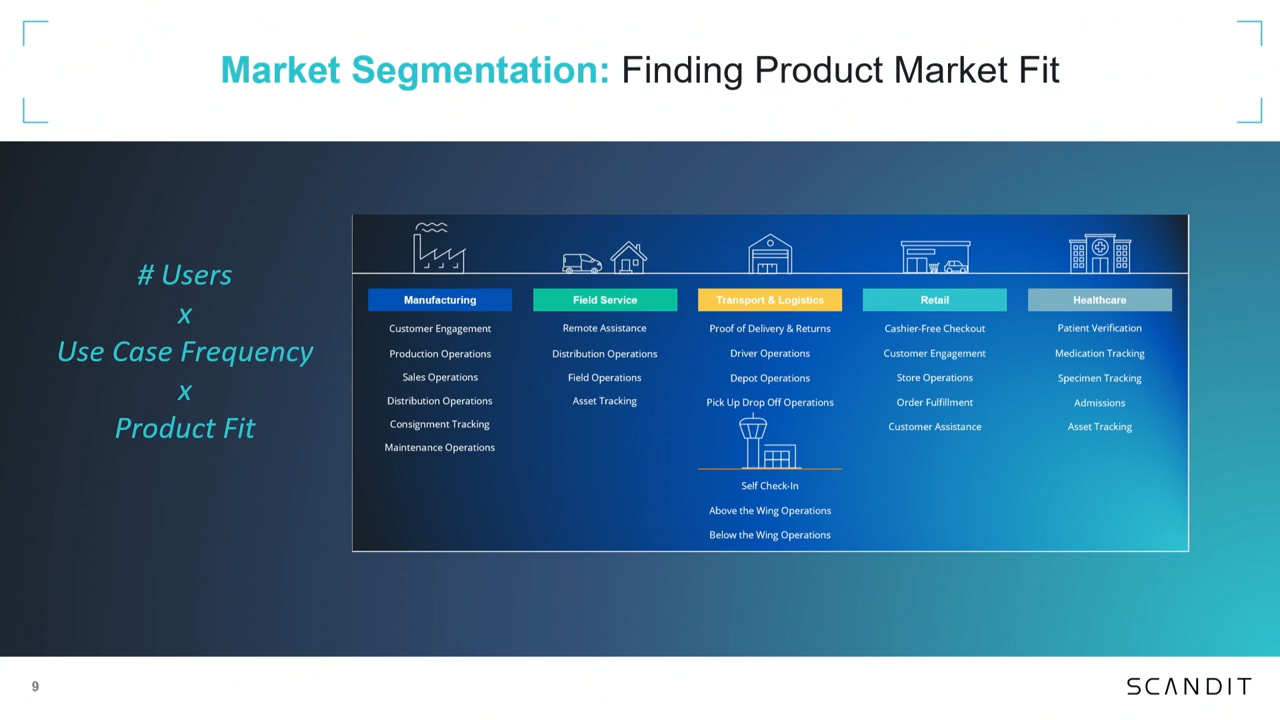 Market Segmentation: Finding Product Market Fit
# Users
x
Use Case Frequency
x
Product Fit
Manufacturing
Customer Engagement
Production Operations
Sales Operations
Distribution Operations
Consignment Tracking
Maintenance Operations
Field Service
Remote Assistance
Distribution Operations
Field Operations
Asset Tracking
Transport & Logistics
Proof of Delivery & Returns
Driver Operations
Depot Operations
Pick Up Drop Off Operations
Self Check-In
Above the Wing Operations
Below the Wing Operations
Retail
Cashier-Free Checkout
Customer Engagement
Store Operations
Order Fulfillment
Customer Assistance
Healthcare
Patient Verification
Medication Tracking
Specimen Tracking
Admissions
Asset Tracking
9
SCANDIT